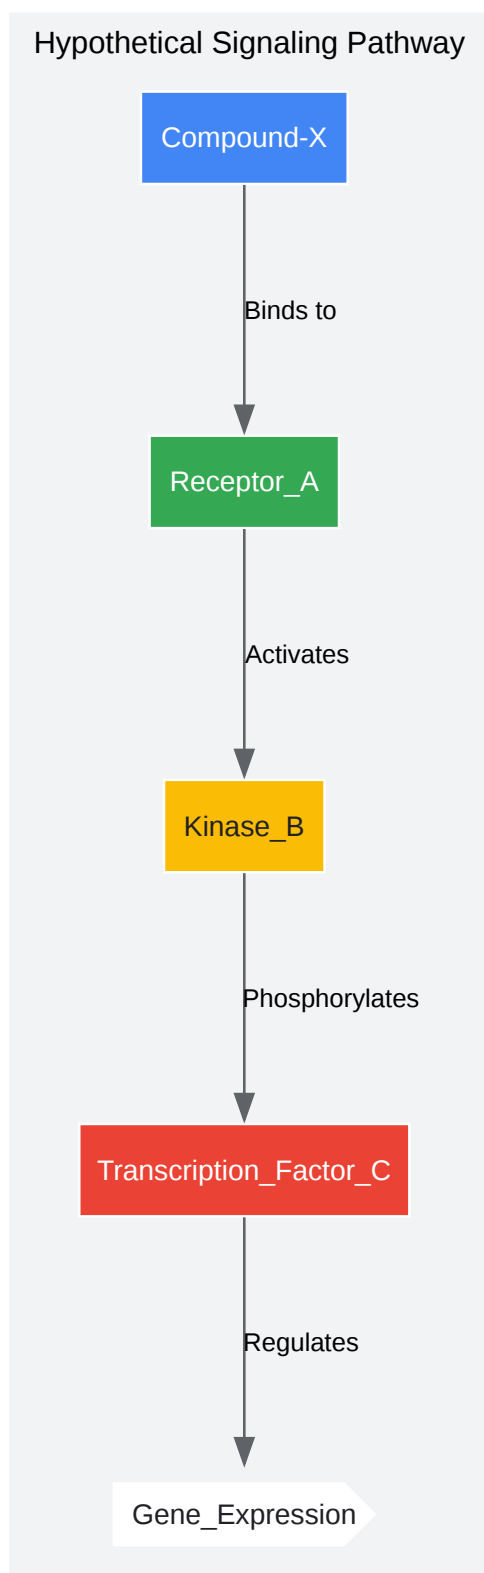 Hypothetical Signaling Pathway
Compound-X
Binds to
Receptor_A
Activates
Kinase_B
Phosphorylates
Transcription_Factor_C
Regulates
Gene_Expression